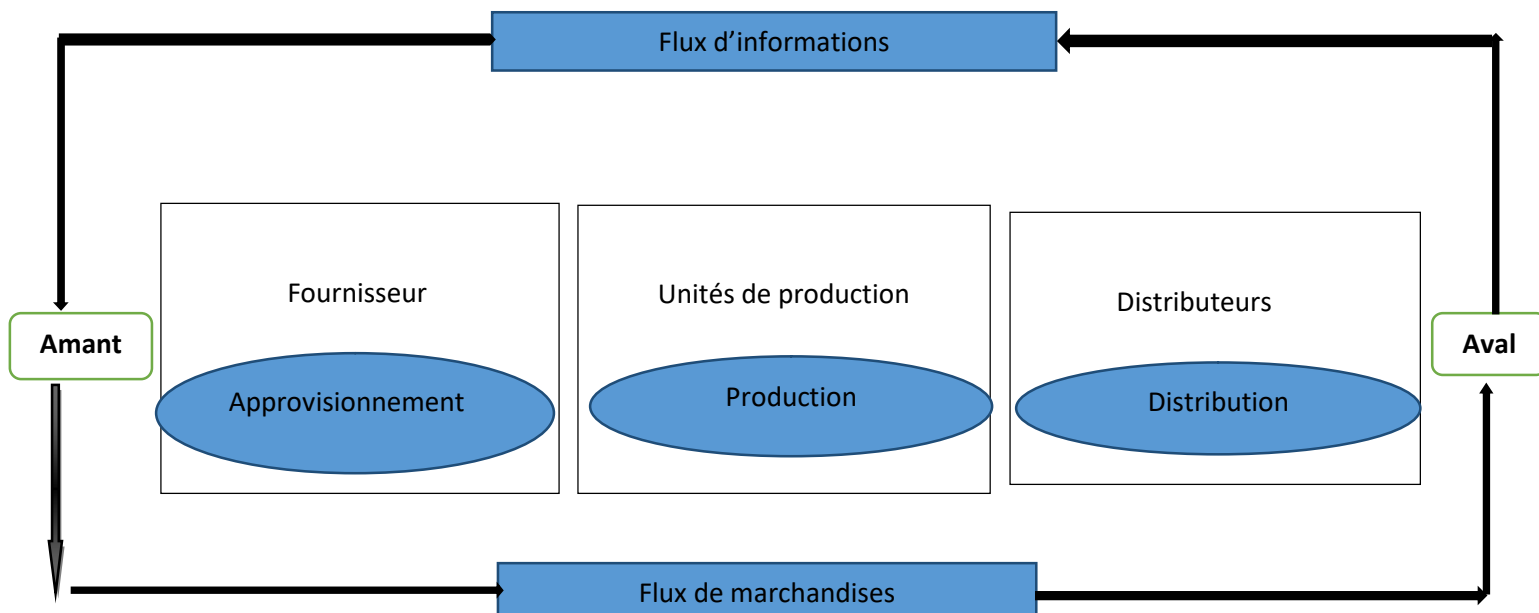 Flux d’informations
Fournisseur
Unités de production
Distributeurs
Amant
Aval
Approvisionnement
Production
Distribution
Flux de marchandises